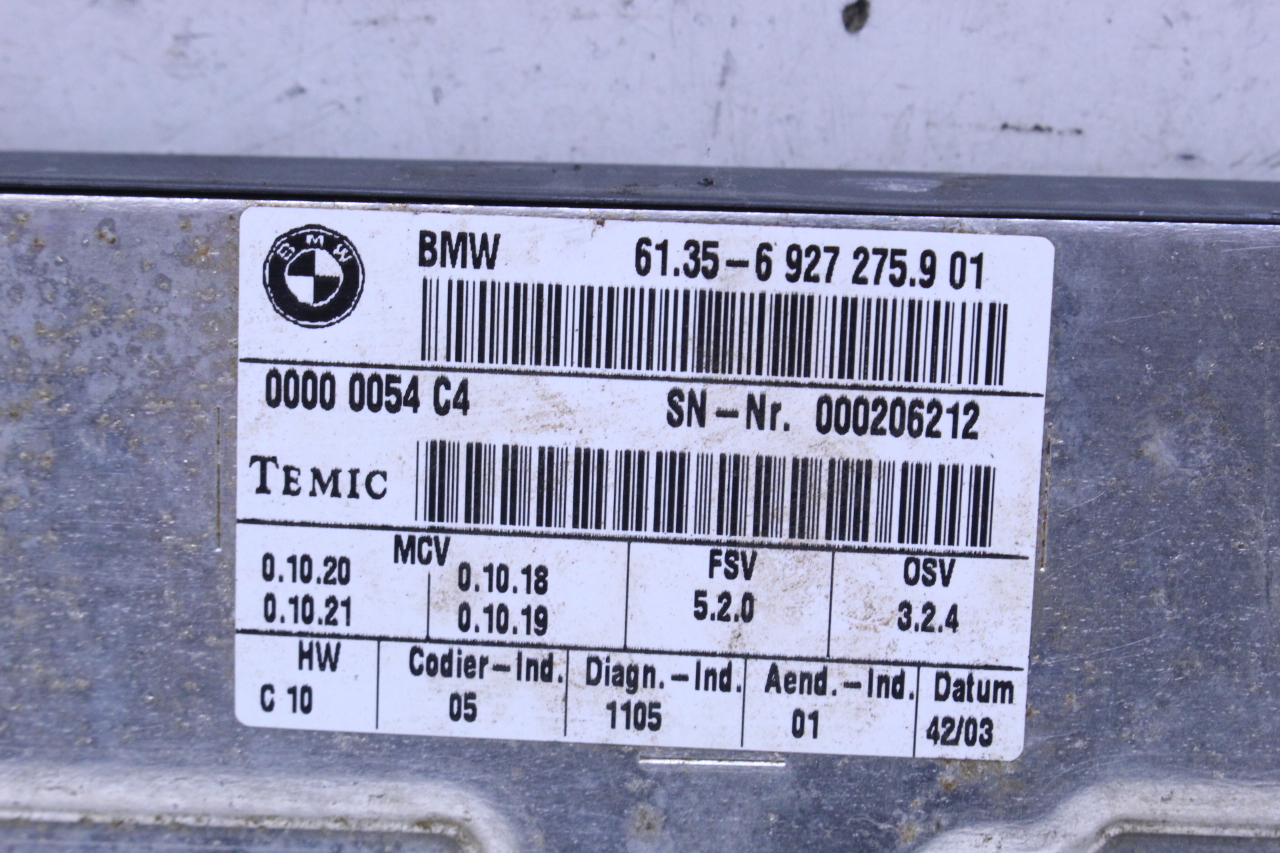 BMW
BMW 61.35-6 927 275.9 01
0000 0054 C4 SN-Nr. 000206212
TEMIC
MCV FSV OSV
0.10.20 0.10.18 5.2.0 3.2.4
0.10.21 0.10.19
HW Codier-Ind. Diagn.-Ind. Aend.-Ind. Datum
C 10 05 1105 01 42/03